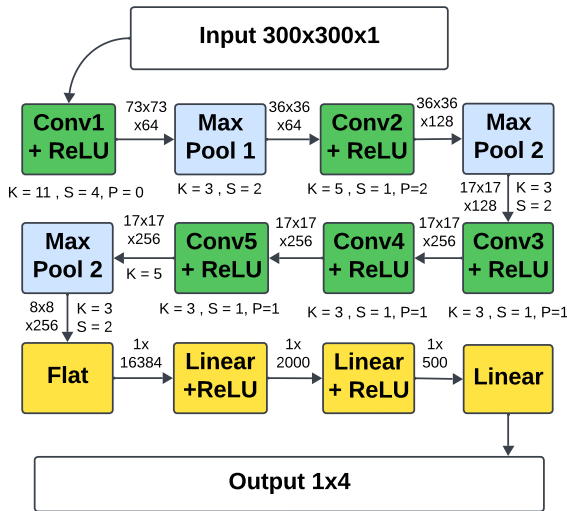 Input 300x300x1
Conv1
+ ReLU
73x73
x64
Max
Pool 1
36x36
x64
Conv2
+ ReLU
36x36
x128
Max
Pool 2
K = 11 , S = 4, P = 0
K = 3 , S = 2
K = 5 , S = 1, P=2
17x17
x128
K = 3
S = 2
Max
Pool 2
17x17
x256
K = 5
Conv5
+ ReLU
17x17
x256
Conv4
+ ReLU
17x17
x256
Conv3
+ ReLU
8x8
x256
K = 3
S = 2
K = 3 , S = 1, P=1
K = 3 , S = 1, P=1
K = 3 , S = 1, P=1
Flat
1x
16384
Linear
+ReLU
1x
2000
Linear
+ ReLU
1x
500
Linear
Output 1x4